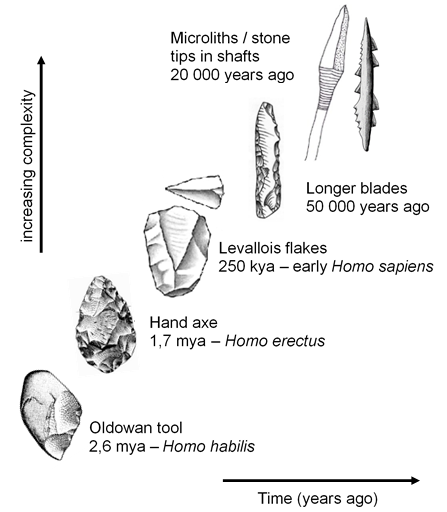 Microliths / stone
tips in shafts
20 000 years ago
increasing complexity
Longer blades
50 000 years ago
Levallois flakes
250 kya – early Homo sapiens
Hand axe
1,7 mya – Homo erectus
Oldowan tool
2,6 mya – Homo habilis
Time (years ago)